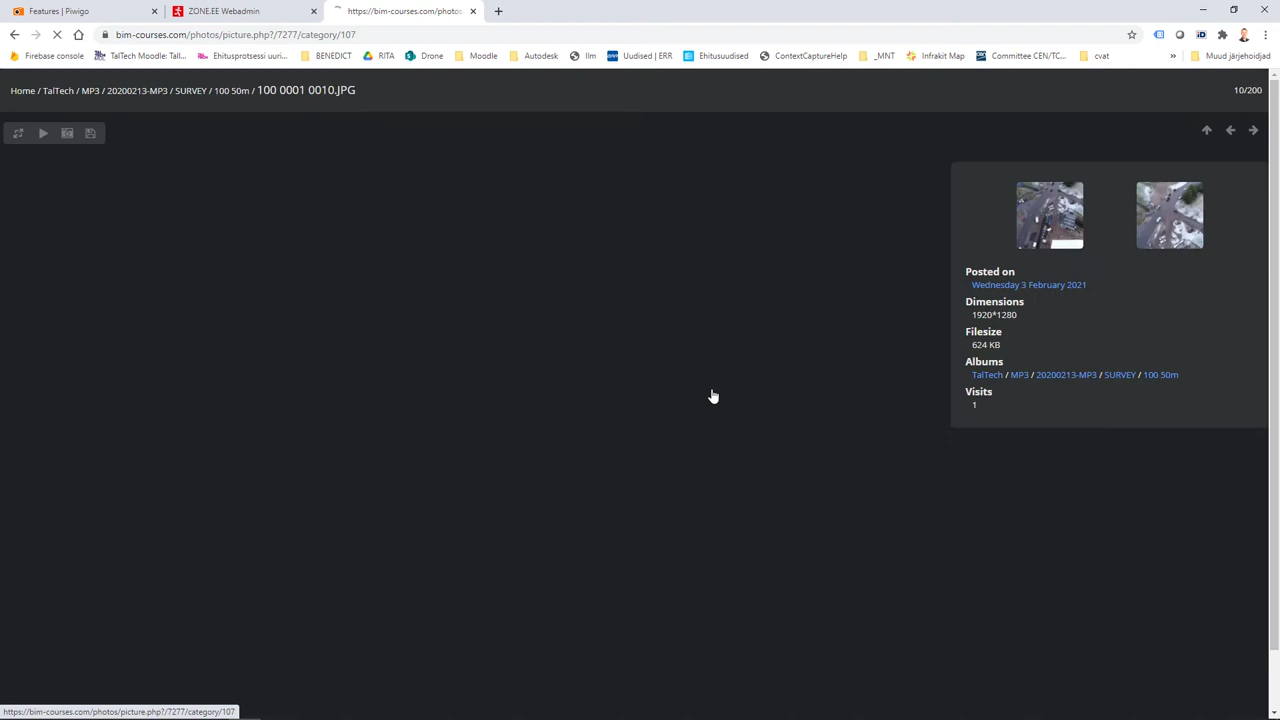 Features | Piwigo
ZONE.EE Webadmin
https://bim-courses.com/photos
bim-courses.com/photos/picture.php?/7277/category/107
Firebase console
TalTech Moodle: Tall...
Ehitusprotsessi uuri...
BENEDICT
RITA
Drone
Moodle
Autodesk
Ilm
Uudised | ERR
Ehitusuudised
ContextCaptureHelp
_MNT
Infrakit Map
Committee CEN/TC...
cvat
»
Muud järjehoidjad
Home / TalTech / MP3 / 20200213-MP3 / SURVEY / 100 50m / 100 0001 0010.JPG
10/200
Posted on
Wednesday 3 February 2021
Dimensions
1920*1280
Filesize
624 KB
Albums
TalTech / MP3 / 20200213-MP3 / SURVEY / 100 50m
Visits
1
https://bim-courses.com/photos/picture.php?/7277/category/107